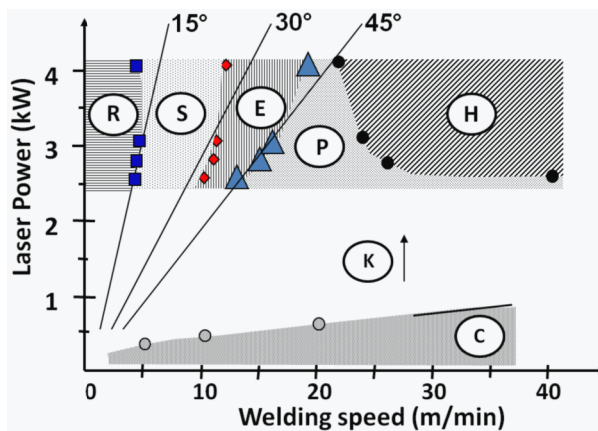 15° 30° 45°
4
R S E H
3 P
2
K
1
C
0 10 20 30 40
Laser Power (kW)
Welding speed (m/min)